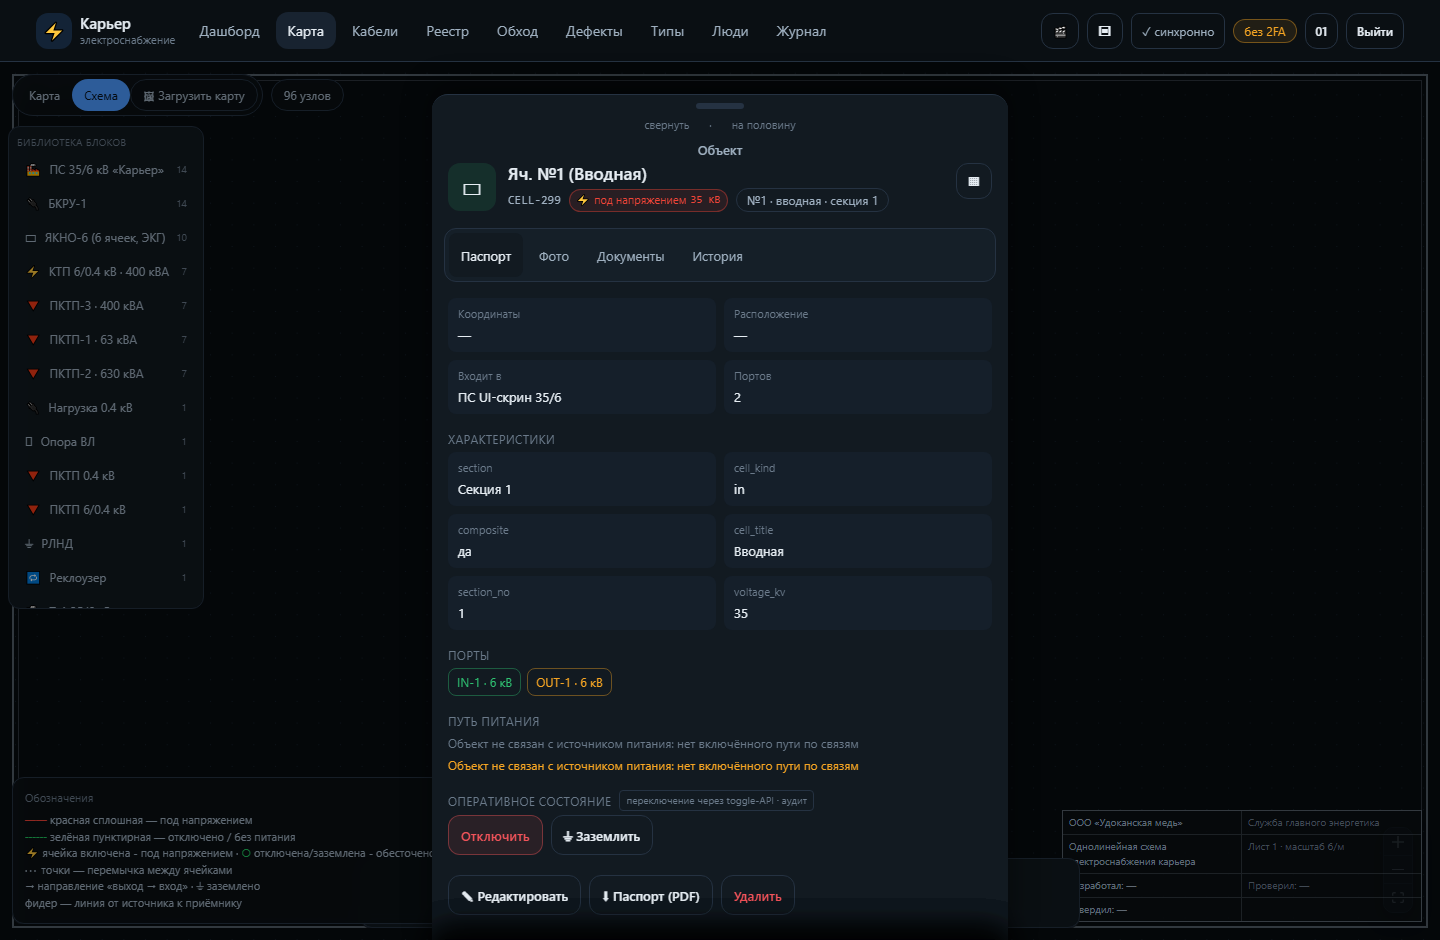 Карьер
электроснабжение
Дашборд
Карта
Кабели
Реестр
Обход
Дефекты
Типы
Люди
Журнал
✓ синхронно
без 2FA
01
Выйти
Карта
Схема
Загрузить карту
96 узлов
БИБЛИОТЕКА БЛОКОВ
ПС 35/6 кВ «Карьер» 14
БКРУ-1 14
ЯКНО-6 (6 ячеек, ЭКГ) 10
КТП 6/0.4 кВ · 400 кВА 7
ПКТП-3 · 400 кВА 7
ПКТП-1 · 63 кВА 7
ПКТП-2 · 630 кВА 7
Нагрузка 0.4 кВ 1
Опора ВЛ 1
ПКТП 0.4 кВ 1
ПКТП 6/0.4 кВ 1
РЛНД 1
Реклоузер 1
свернуть · на половину
Объект
Яч. №1 (Вводная)
CELL-299
под напряжением 35 кВ
№1 · вводная · секция 1
Паспорт
Фото
Документы
История
Координаты
—
Расположение
—
Входит в
ПС UI-скрин 35/6
Портов
2
ХАРАКТЕРИСТИКИ
section
Секция 1
cell_kind
in
composite
да
cell_title
Вводная
section_no
1
voltage_kv
35
ПОРТЫ
IN-1 · 6 кВ
OUT-1 · 6 кВ
ПУТЬ ПИТАНИЯ
Объект не связан с источником питания: нет включённого пути по связям
Объект не связан с источником питания: нет включённого пути по связям
ОПЕРАТИВНОЕ СОСТОЯНИЕ
переключение через toggle-API · аудит
Отключить
Заземлить
Редактировать
Паспорт (PDF)
Удалить
Обозначения
красная сплошная — под напряжением
зелёная пунктирная — отключено / без питания
ячейка включена - под напряжением · отключена/заземлена - обесточено
точки — перемычка между ячейками
→ направление «выход → вход» · заземлено
фидер — линия от источника к приёмнику
ООО «Удоканская медь»
Служба главного энергетика
Однолинейная схема
электроснабжения карьера
Лист 1 · масштаб б/м
зработал: —
Проверил: —
вердил: —